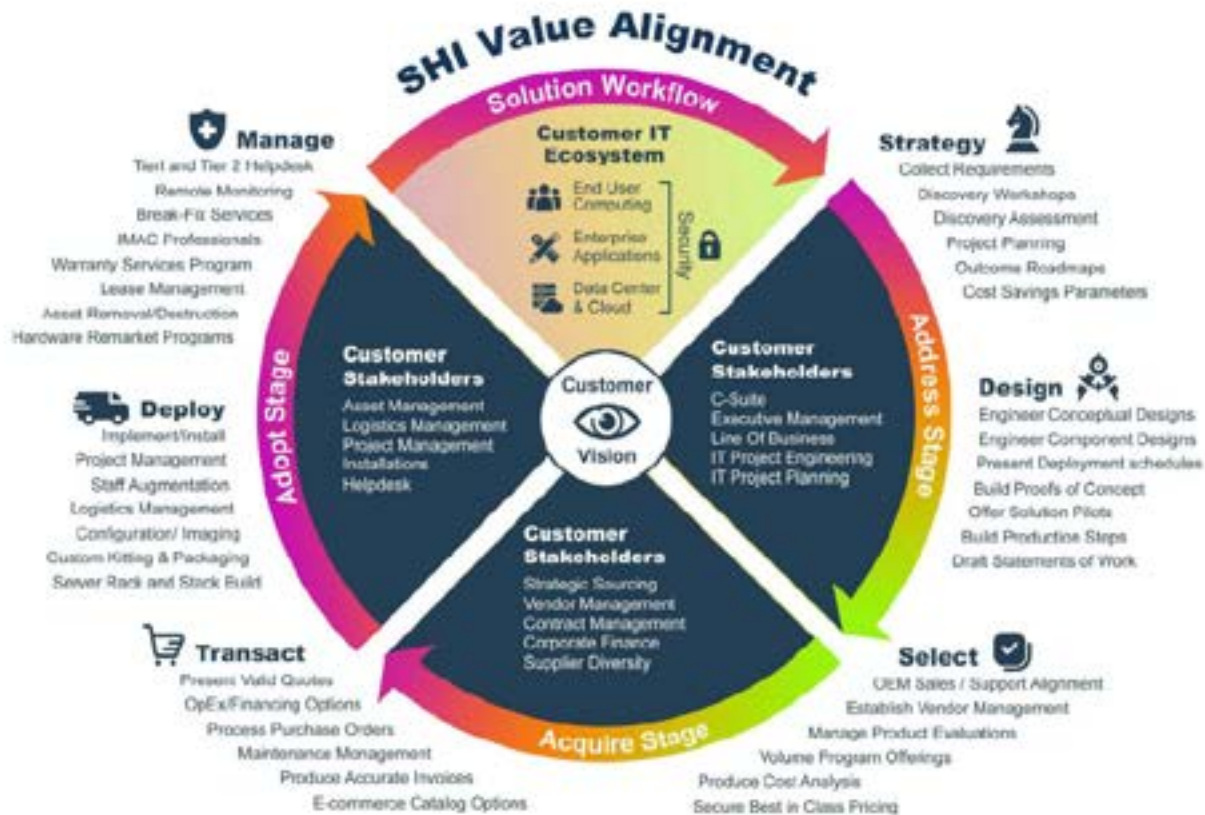 SHI Value Alignment
Solution Workflow
Customer IT
Ecosystem
End User
Computing
Enterprise
Applications
Data Center
& Cloud
Security
Manage
Tier1 and Tier 2 Helpdesk
Remote Monitoring
Break-Fix Services
IMAC Professionals
Warranty Services Program
Lease Management
Asset Removal/Destruction
Hardware Remarket Programs
Strategy
Collect Requirements
Discovery Workshops
Discovery Assessment
Project Planning
Outcome Roadmaps
Cost Savings Parameters
Adopt Stage
Customer
Stakeholders
Asset Management
Logistics Management
Project Management
Installations
Helpdesk
Customer
Vision
Customer
Stakeholders
C-Suite
Executive Management
Line Of Business
IT Project Engineering
IT Project Planning
Address Stage
Deploy
Implement/Install
Project Management
Staff Augmentation
Logistics Management
Configuration/ Imaging
Custom Kitting & Packaging
Server Rack and Stack Build
Design
Engineer Conceptual Designs
Engineer Component Designs
Present Deployment schedules
Build Proofs of Concept
Offer Solution Pilots
Build Production Steps
Draft Statements of Work
Customer
Stakeholders
Strategic Sourcing
Vendor Management
Contract Management
Corporate Finance
Supplier Diversity
Acquire Stage
Transact
Present Valid Quotes
OpEx/Financing Options
Process Purchase Orders
Maintenance Management
Produce Accurate Invoices
E-commerce Catalog Options
Select
OEM Sales / Support Alignment
Establish Vendor Management
Manage Product Evaluations
Volume Program Offerings
Produce Cost Analysis
Secure Best in Class Pricing